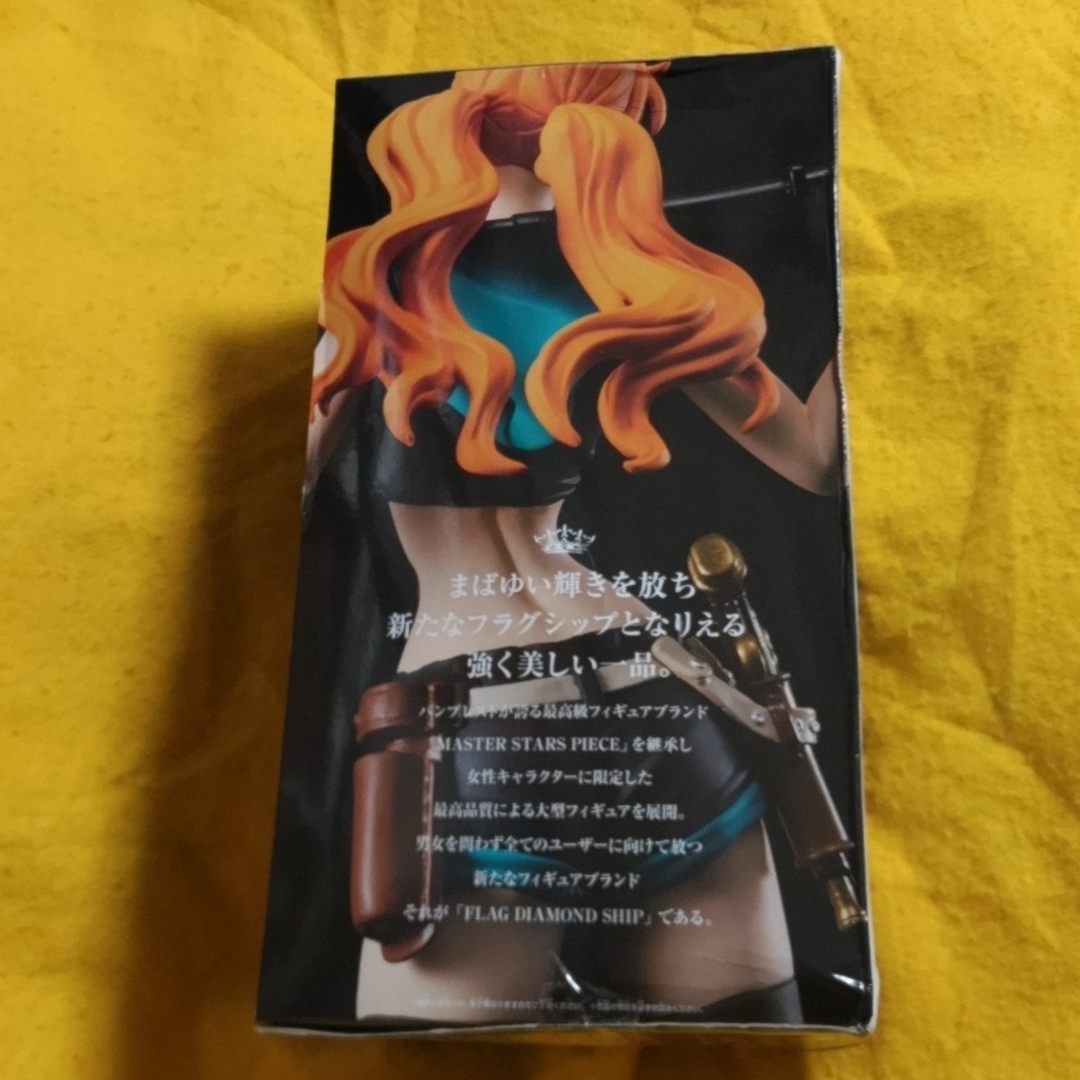 まばゆい輝きを放ち
新たなフラグシップとなりえる
強く美しい一品。
バンプレストが誇る最高級フィギュアブランド
「MASTER STARS PIECE」を継承し
女性キャラクターに限定した
最高品質による大型フィギュアを展開。
男女を問わず全てのユーザーに向けて放つ
新たなフィギュアブランド
それが「FLAG DIAMOND SHIP」である。